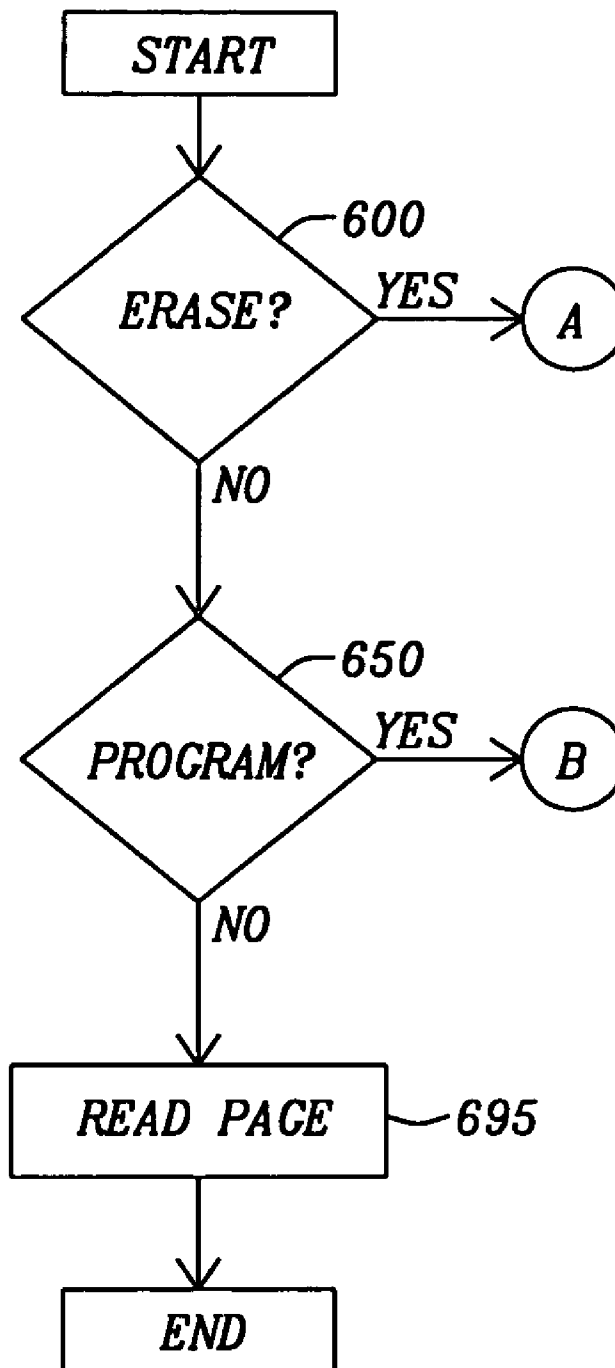 START
600
ERASE?
YES
A
NO
650
PROGRAM?
YES
B
NO
READ PAGE
695
END